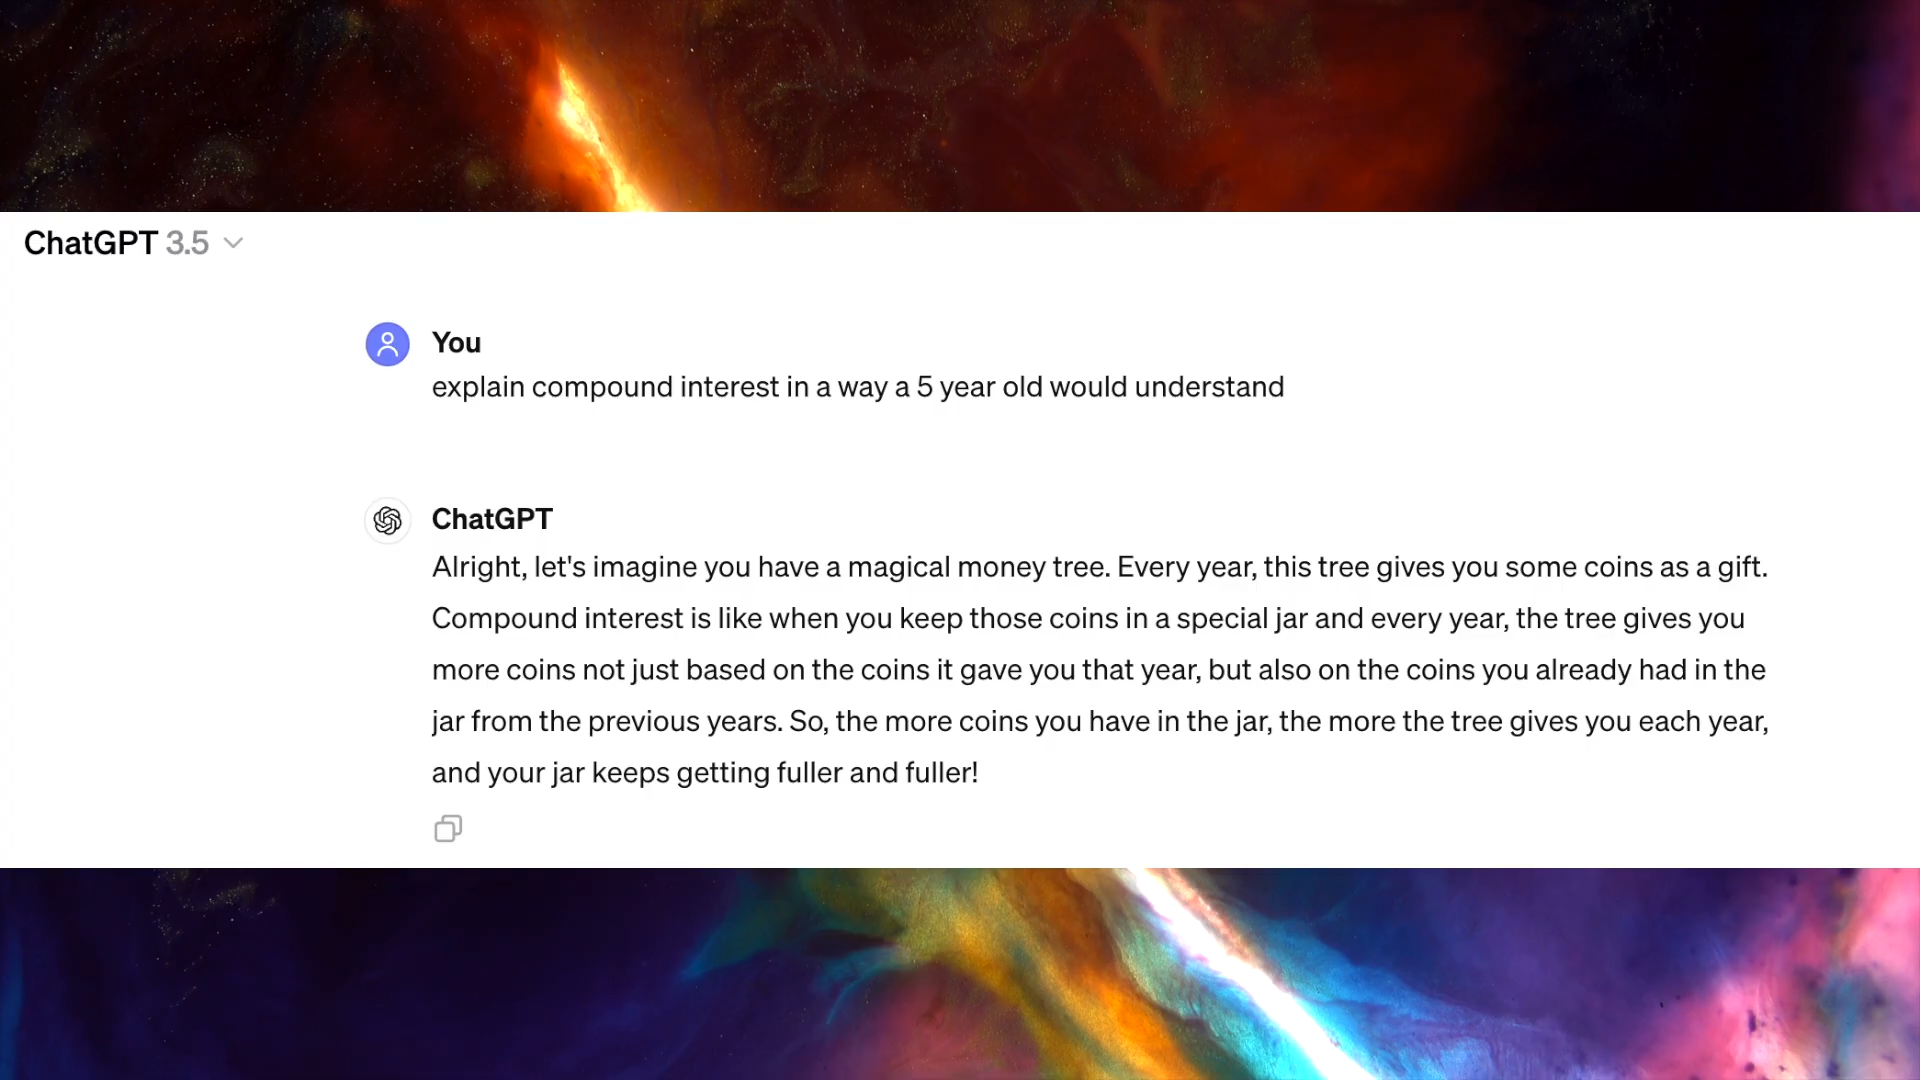 ChatGPT 3.5
You
explain compound interest in a way a 5 year old would understand
ChatGPT
Alright, let's imagine you have a magical money tree. Every year, this tree gives you some coins as a gift.
Compound interest is like when you keep those coins in a special jar and every year, the tree gives you
more coins not just based on the coins it gave you that year, but also on the coins you already had in the
jar from the previous years. So, the more coins you have in the jar, the more the tree gives you each year,
and your jar keeps getting fuller and fuller!